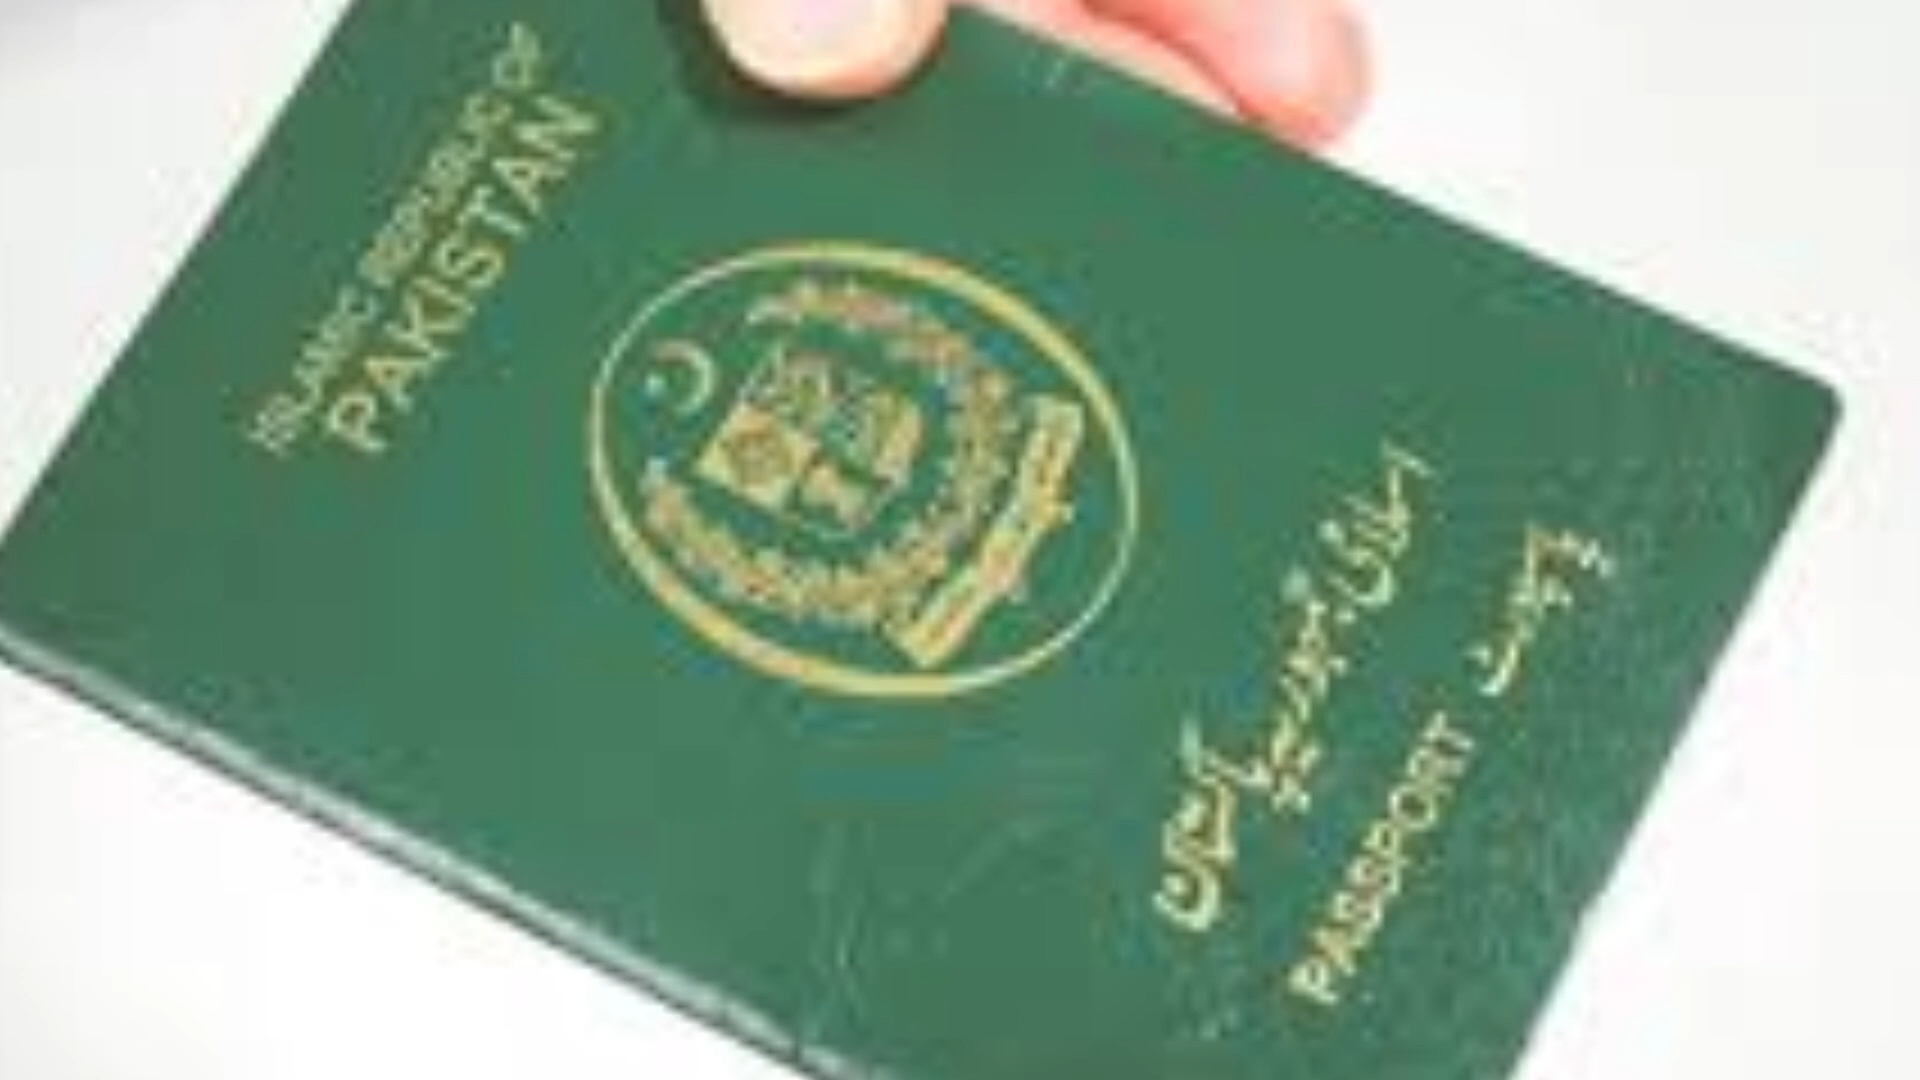 ISLAMIC REPUBLIC OF
PAKISTAN
اسلامی جمہوریہ
پاکستان
PASSPORT پاسپورٹ